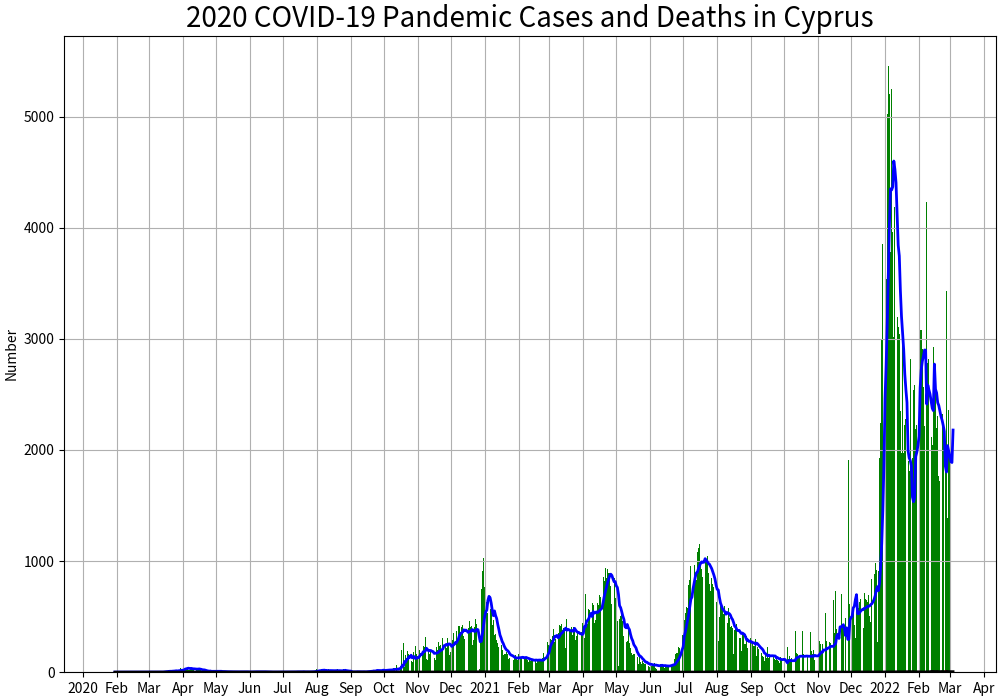 2020 COVID-19 Pandemic Cases and Deaths in Cyprus
Number
5000
4000
3000
2000
1000
0
2020 Feb Mar Apr May Jun Jul Aug Sep Oct Nov Dec 2021 Feb Mar Apr May Jun Jul Aug Sep Oct Nov Dec 2022 Feb Mar Apr